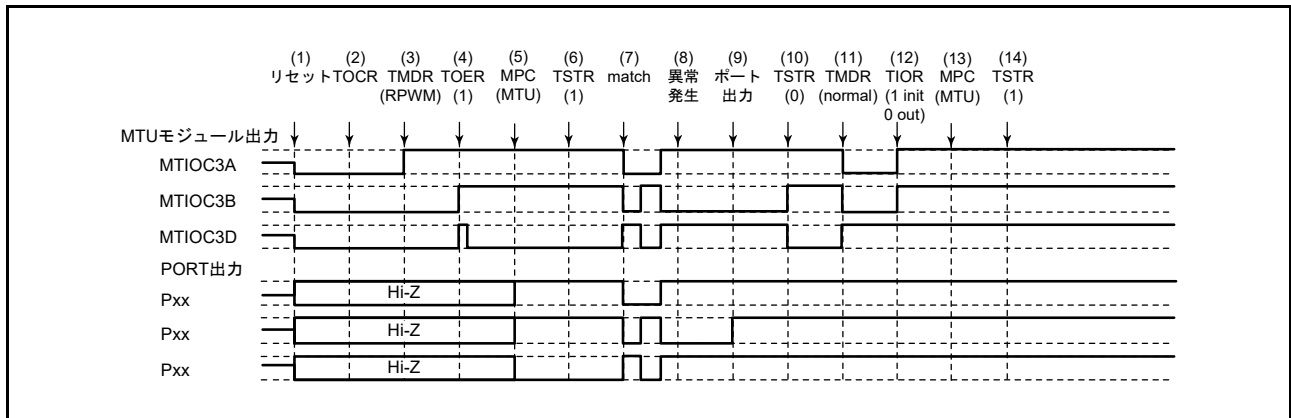 (1) (2) (3) (4) (5) (6) (7) (8) (9) (10) (11) (12) (13) (14)
リセット TOCR TMDR TOER MPC TSTR match 異常 ポート TSTR TMDR TIOR MPC TSTR
(RPWM) (1) (MTU) (1) 発生 出力 (0) (normal) (1 init (MTU) (1)
0 out)
MTUモジュール出力
MTIOC3A
MTIOC3B
MTIOC3D
PORT出力
Pxx Hi-Z
Pxx Hi-Z
Pxx Hi-Z